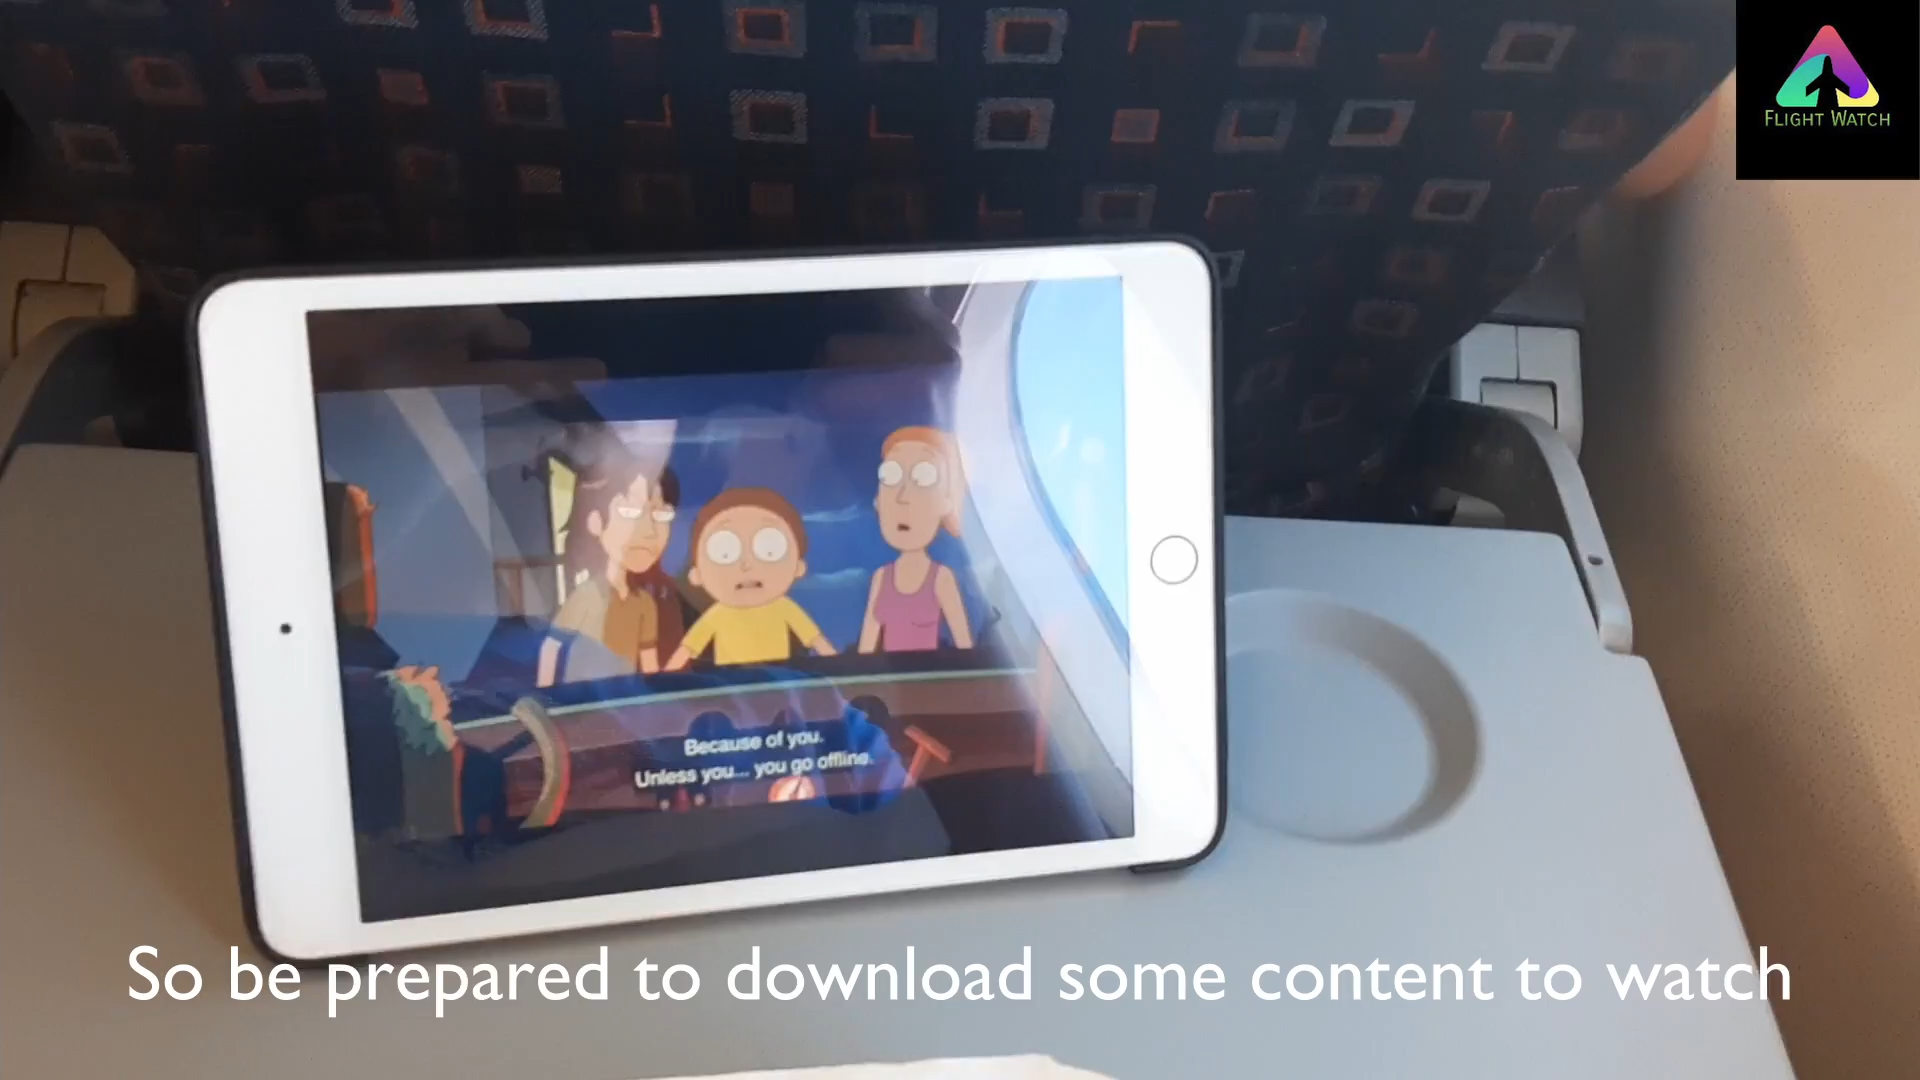 FLIGHT WATCH
Because of you.
Unless you... you go offline.
So be prepared to download some content to watch